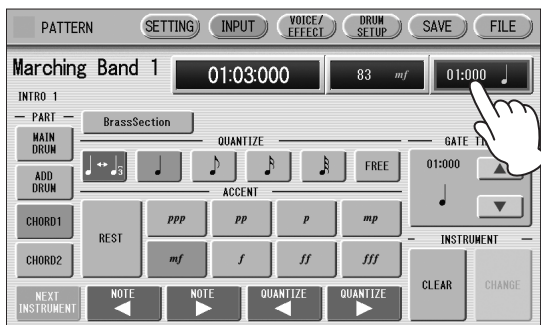 PATTERN SETTING INPUT VOICE/ EFFECT DRUM SETUP SAVE FILE
Marching Band 1 01:03:000 83 mf 01:000
INTRO 1
PART BrassSection
QUANTIZE
MAIN DRUM
3 FREE
ADD DRUM
ACCENT
CHORD1
REST ppp pp p mp
CHORD2
mf f ff fff
NEXT INSTRUMENT NOTE NOTE QUANTIZE QUANTIZE
GATE
01:000
INSTRUMENT
CLEAR CHANGE